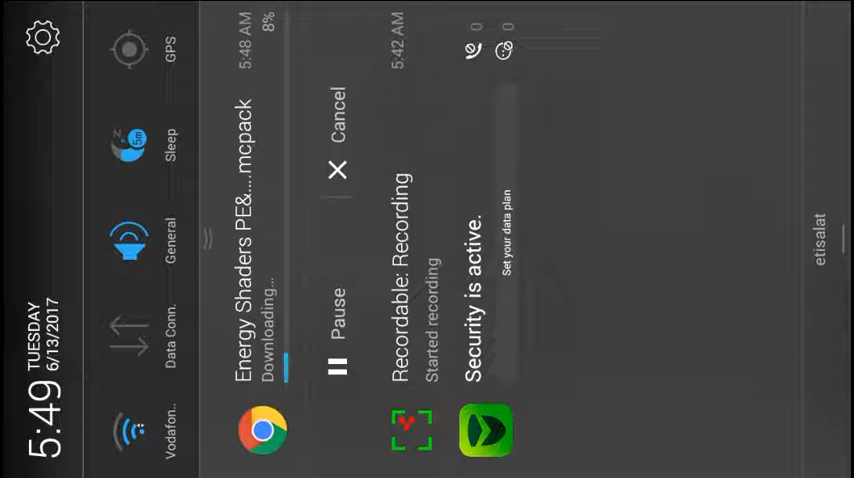 5:49
TUESDAY
6/13/2017
Vodafon..
Data Conn.
General
5m
Sleep
GPS
Energy Shaders PE&....mcpack
5:48 AM
Downloading...
8%
Pause
Cancel
Recordable: Recording
5:42 AM
Started recording
Security is active.
0
0
Set your data plan
etisalat